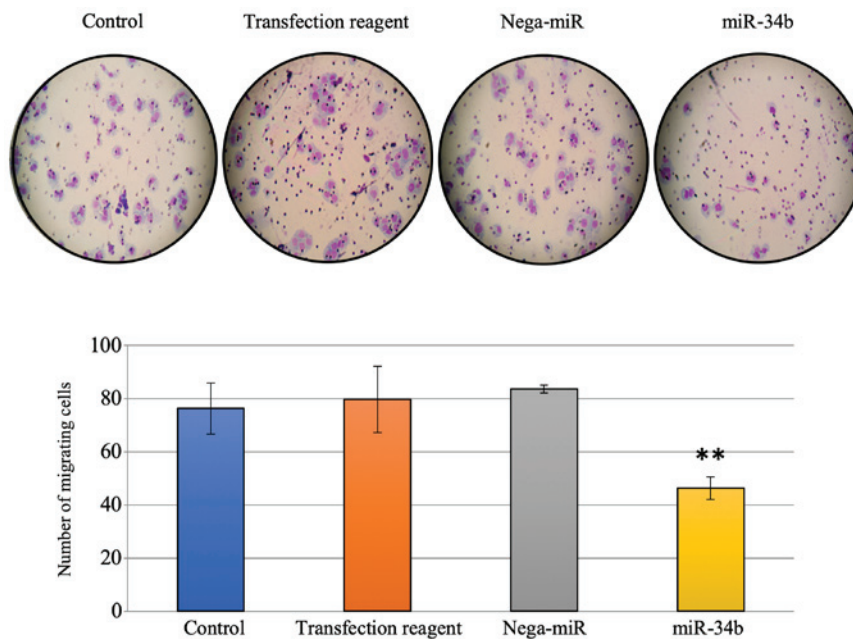 Control Transfection reagent Nega-miR miR-34b
Number of migrating cells
100
80
60
40
20
0
**
Control Transfection reagent Nega-miR miR-34b